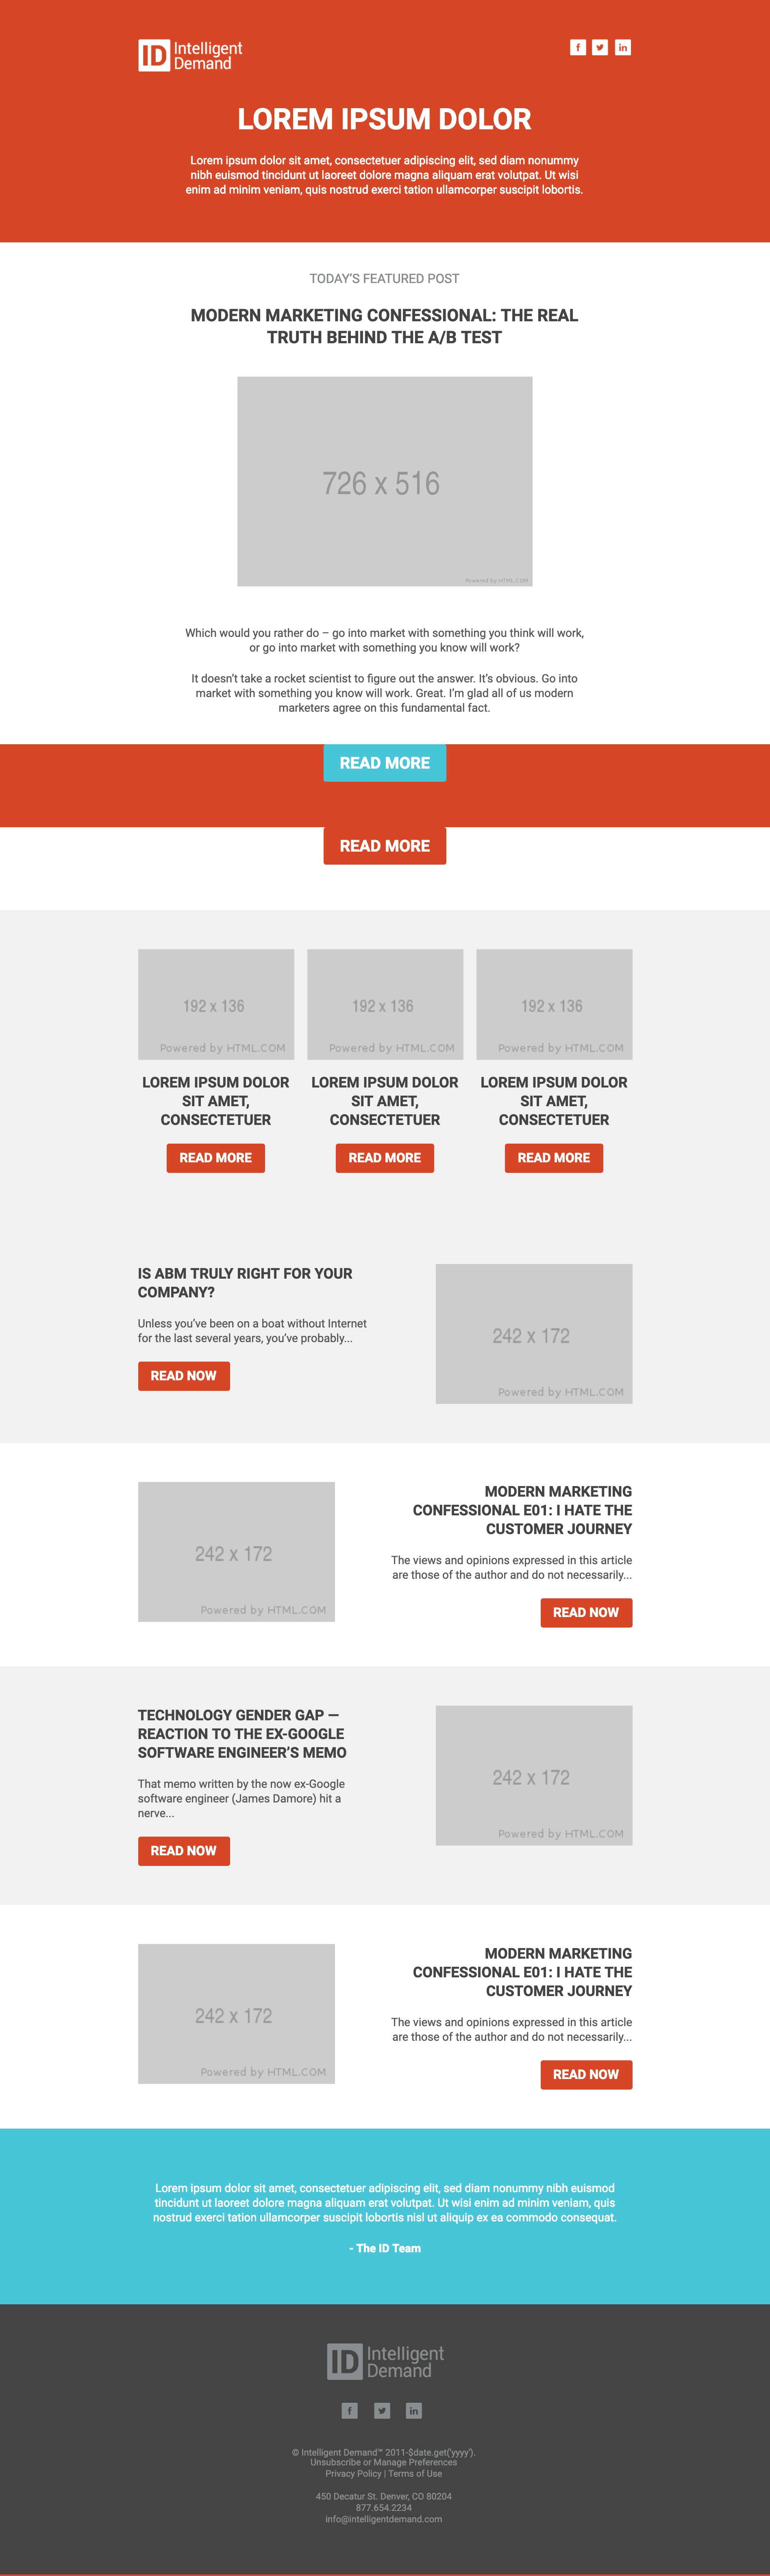 ID Intelligent
Demand
LOREM IPSUM DOLOR
Lorem ipsum dolor sit amet, consectetuer adipiscing elit, sed diam nonummy
nibh euismod tincidunt ut laoreet dolore magna aliquam erat volutpat. Ut wisi
enim ad minim veniam, quis nostrud exerci tation ullamcorper suscipit lobortis.
TODAY'S FEATURED POST
MODERN MARKETING CONFESSIONAL: THE REAL
TRUTH BEHIND THE A/B TEST
726 x 516
Powered by HTML.COM
Which would you rather do – go into market with something you think will work,
or go into market with something you know will work?
It doesn't take a rocket scientist to figure out the answer. It's obvious. Go into
market with something you know will work. Great. I'm glad all of us modern
marketers agree on this fundamental fact.
READ MORE
READ MORE
192 x 136
Powered by HTML.COM
LOREM IPSUM DOLOR
SIT AMET,
CONSECTETUER
READ MORE
192 x 136
Powered by HTML.COM
LOREM IPSUM DOLOR
SIT AMET,
CONSECTETUER
READ MORE
192 x 136
Powered by HTML.COM
LOREM IPSUM DOLOR
SIT AMET,
CONSECTETUER
READ MORE
IS ABM TRULY RIGHT FOR YOUR
COMPANY?
Unless you've been on a boat without Internet
for the last several years, you've probably...
READ NOW
242 x 172
Powered by HTML.COM
242 x 172
Powered by HTML.COM
MODERN MARKETING
CONFESSIONAL E01: I HATE THE
CUSTOMER JOURNEY
The views and opinions expressed in this article
are those of the author and do not necessarily...
READ NOW
TECHNOLOGY GENDER GAP —
REACTION TO THE EX-GOOGLE
SOFTWARE ENGINEER'S MEMO
That memo written by the now ex-Google
software engineer (James Damore) hit a
nerve...
READ NOW
242 x 172
Powered by HTML.COM
242 x 172
Powered by HTML.COM
MODERN MARKETING
CONFESSIONAL E01: I HATE THE
CUSTOMER JOURNEY
The views and opinions expressed in this article
are those of the author and do not necessarily...
READ NOW
Lorem ipsum dolor sit amet, consectetuer adipiscing elit, sed diam nonummy nibh euismod
tincidunt ut laoreet dolore magna aliquam erat volutpat. Ut wisi enim ad minim veniam, quis
nostrud exerci tation ullamcorper suscipit lobortis nisl ut aliquip ex ea commodo consequat.
- The ID Team
ID Intelligent
Demand
© Intelligent Demand™ 2011-$date.get('yyyy').
Unsubscribe or Manage Preferences
Privacy Policy | Terms of Use
450 Decatur St. Denver, CO 80204
877.654.2234
info@intelligentdemand.com